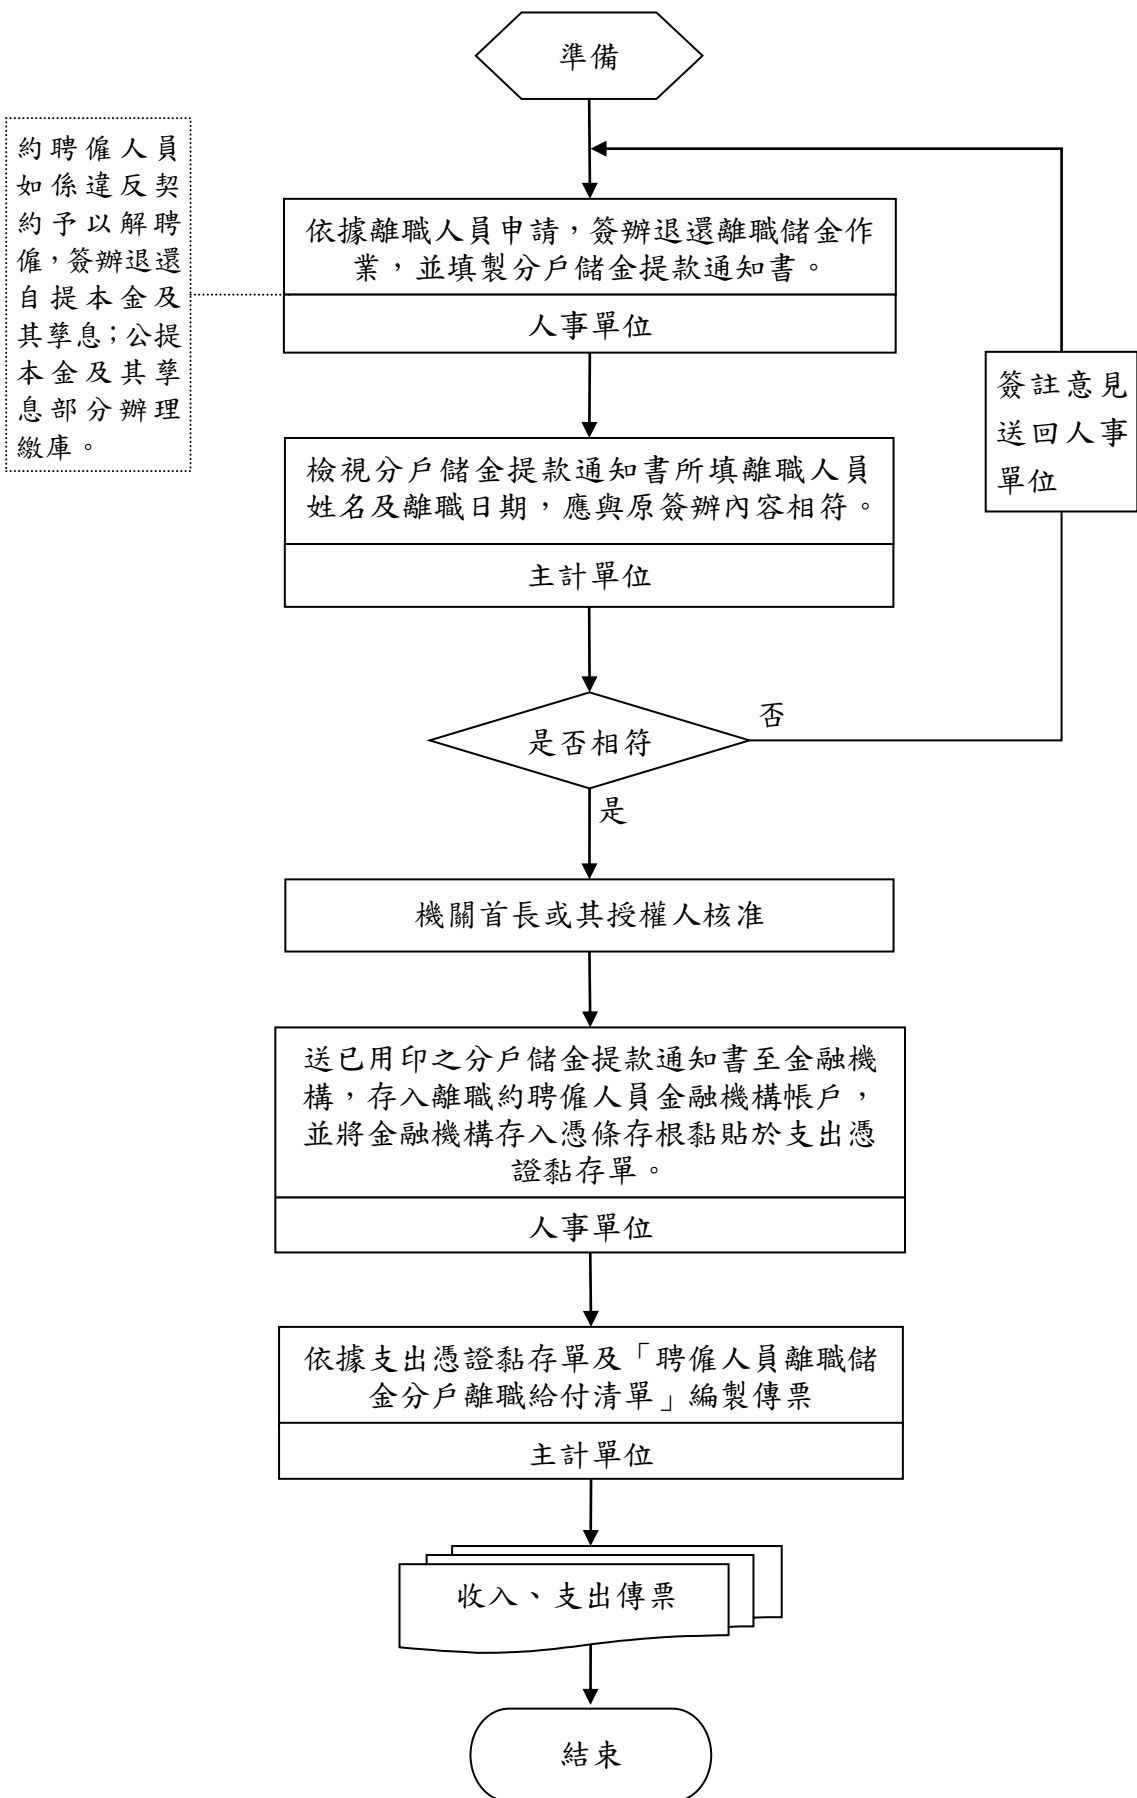 準備
約聘僱人員
如係違反契
約予以解聘
僱，簽辦退還
自提本金及
其孳息；公提
本金及其孳
息部分辦理
繳庫。
依據離職人員申請，簽辦退還離職儲金作
業，並填製分戶儲金提款通知書。
人事單位
簽註意見
送回人事
單位
檢視分戶儲金提款通知書所填離職人員
姓名及離職日期，應與原簽辦內容相符。
主計單位
否
是否相符
是
機關首長或其授權人核准
送已用印之分戶儲金提款通知書至金融機
構，存入離職約聘僱人員金融機構帳戶，
並將金融機構存入憑條存根黏貼於支出憑
證黏存單。
人事單位
依據支出憑證黏存單及「聘僱人員離職儲
金分戶離職給付清單」編製傳票
主計單位
收入、支出傳票
結束